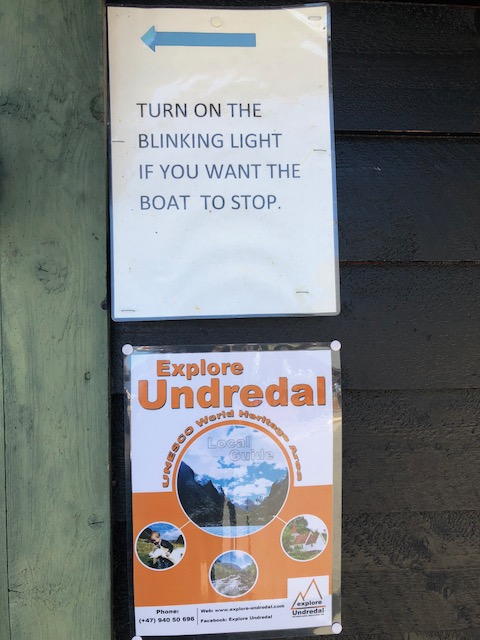 TURN ON THE
BLINKING LIGHT
IF YOU WANT THE
BOAT TO STOP.
Explore
Undredal
UNESCO World Heritage Area
Local
Guide
Phone:
(+47) 940 50 696
Web: www.explore-undredal.com
Facebook: Explore Undredal
explore
Undredal